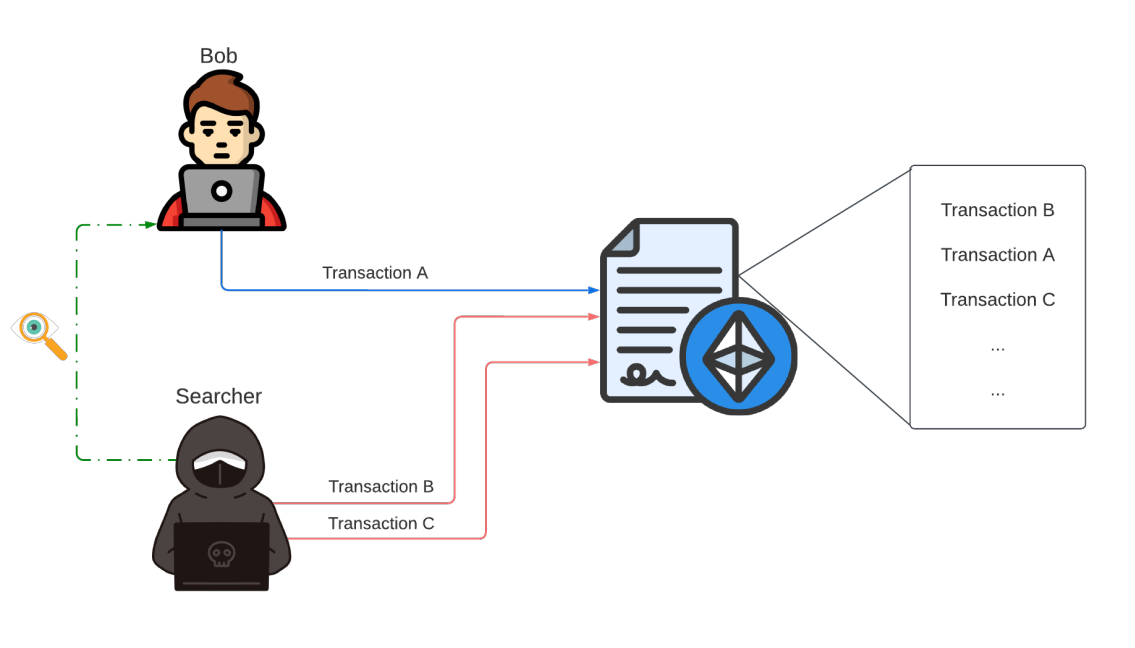 Bob
Transaction A
Searcher
Transaction B
Transaction C
Transaction B
Transaction A
Transaction C
...
...